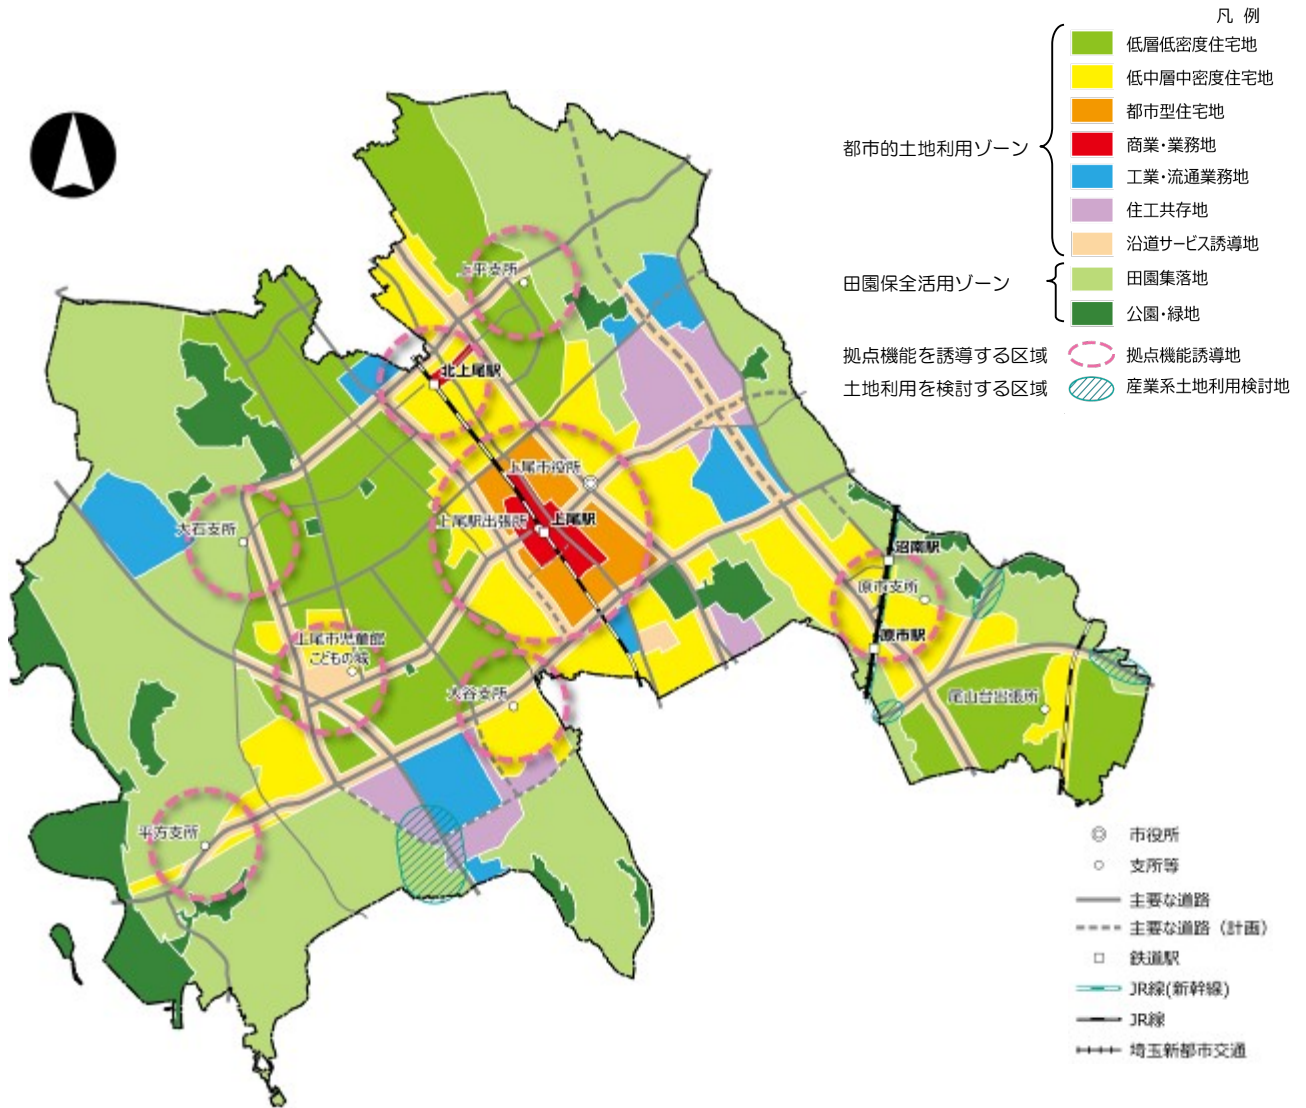 凡 例
都市的土地利用ゾーン
低層低密度住宅地
低中層中密度住宅地
都市型住宅地
商業・業務地
工業・流通業務地
住工共存地
沿道サービス誘導地
田園保全活用ゾーン
田園集落地
公園・緑地
拠点機能を誘導する区域
拠点機能誘導地
土地利用を検討する区域
産業系土地利用検討地
上平支所
北上尾駅
上尾市役所
上尾駅出張所
上尾駅
大石支所
沼南駅
原市支所
原市駅
上尾市児童館
こどもの城
大谷支所
尾山台出張所
平方支所
市役所
支所等
主要な道路
主要な道路（計画）
鉄道駅
JR線(新幹線)
JR線
埼玉新都市交通